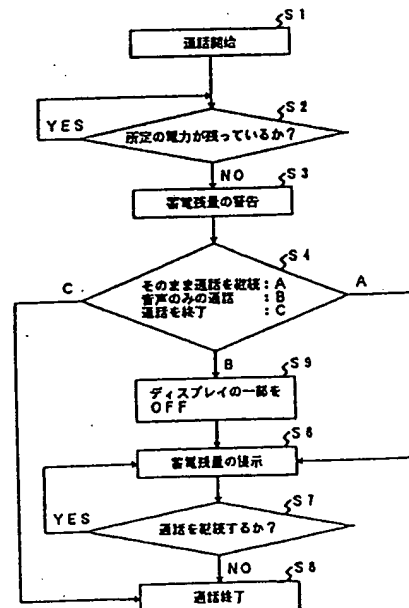 S1
通話開始
S2
YES
所定の電力が残っているか?
NO
S3
蓄電残量の警告
S4
C
A
そのまま通話を継続:A
音声のみの通話 :B
通話を終了 :C
B
S9
ディスプレイの一部を
OFF
S6
蓄電残量の提示
S7
YES
通話を継続するか?
NO
S8
通話終了